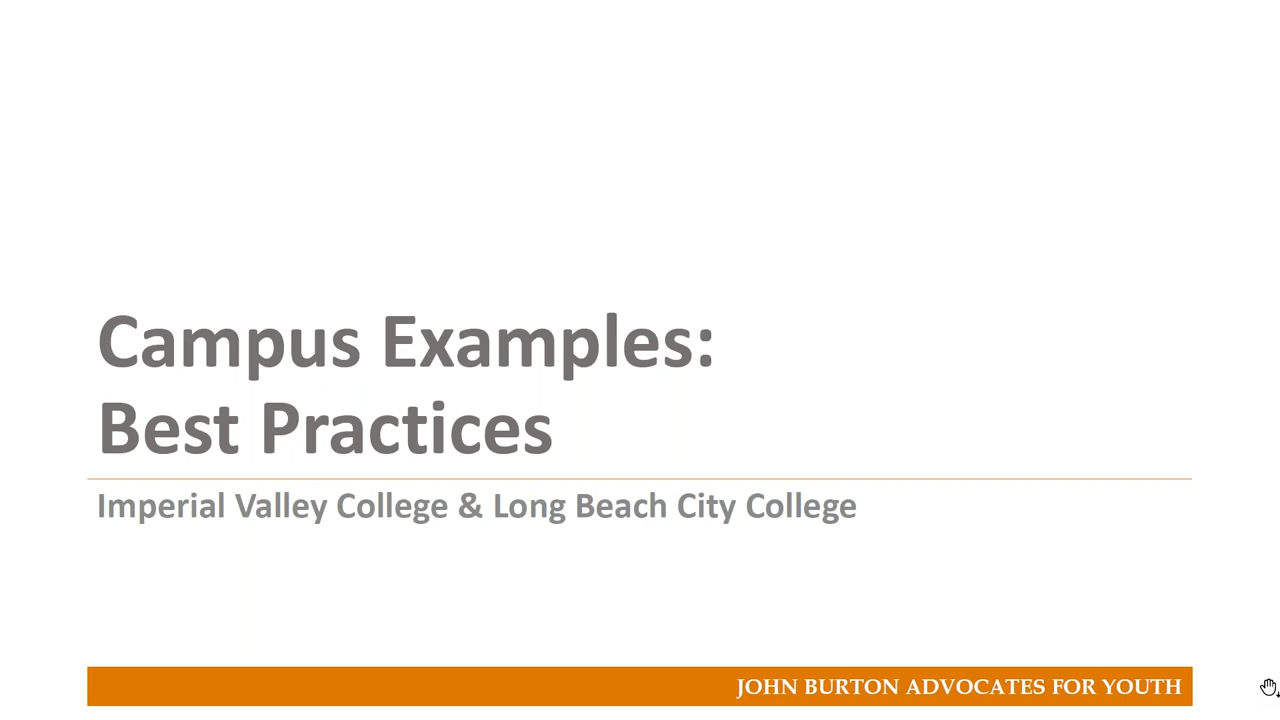 Campus Examples:
Best Practices
Imperial Valley College & Long Beach City College
JOHN BURTON ADVOCATES FOR YOUTH